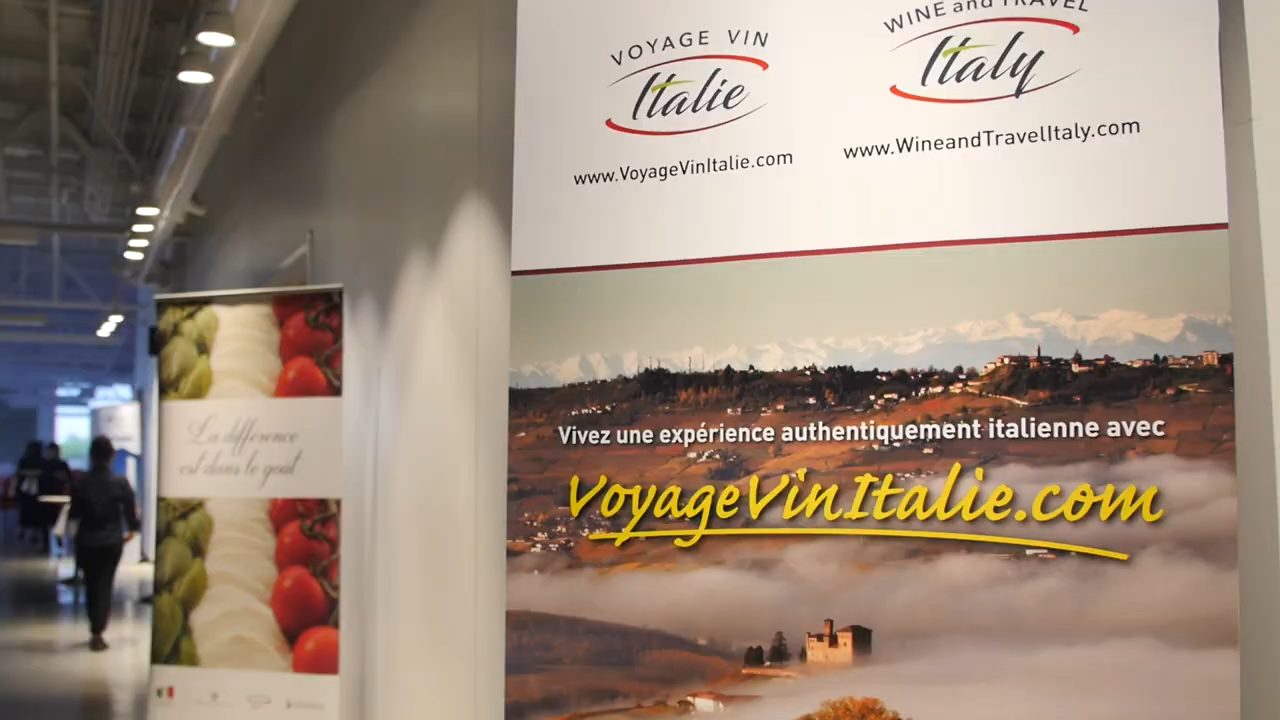 VOYAGE VIN
Italie
www.VoyageVinItalie.com
WINE and TRAVEL
Italy
www.WineandTravelItaly.com
Vivez une expérience authentiquement italienne avec
VoyageVinItalie.com
La différence
est dans le goût